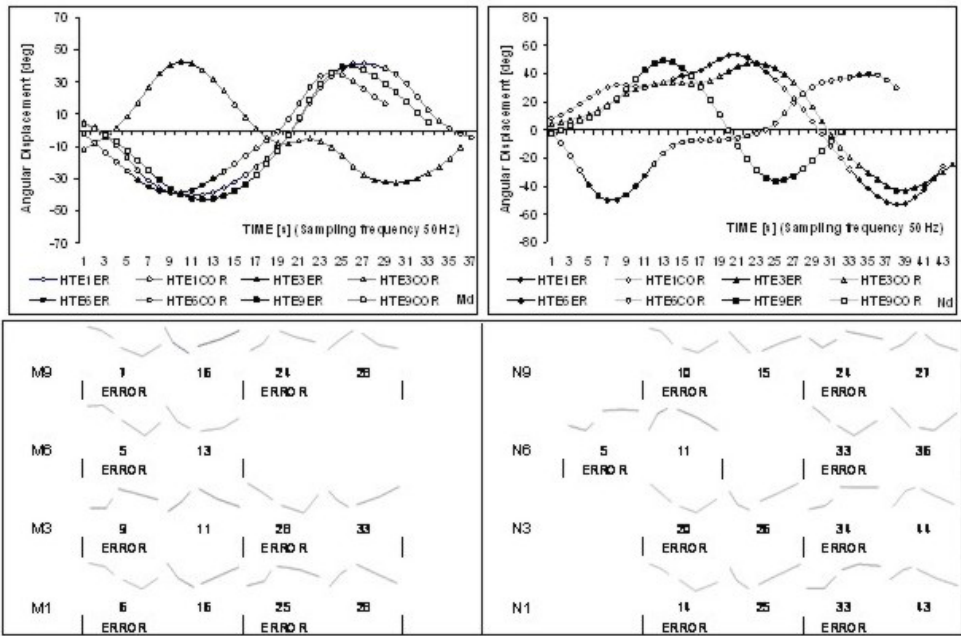 Angular Displacement [deg]
70
50
30
10
-10
-30
-50
-70
TIME [s] (Sampling frequency 50Hz)
1 3 5 7 9 11 13 15 17 19 21 23 25 27 29 31 33 35 37
HTE1ER HTE1COR HTE3ER HTE3COR
HTE6ER HTE6COR HTE9ER HTE9COR
Md
Angular Displacement [deg]
80
60
40
20
0
-20
-40
-60
-80
TIME [s] (Sampling frequency 50Hz)
1 3 5 7 9 11 13 15 17 19 21 23 25 27 29 31 33 35 37 39 41 43
HTE1ER HTE1COR HTE3ER HTE3COR
HTE6ER HTE6COR HTE9ER HTE9COR
Nd
M9 7 16 24 28
ERROR ERROR
M6 5 13
ERROR
M3 9 11 28 33
ERROR ERROR
M1 6 16 25 28
ERROR ERROR
N9 10 15 24 27
ERROR ERROR
N6 5 11 33 36
ERROR ERROR
N3 20 26 34 44
ERROR ERROR
N1 14 25 33 43
ERROR ERROR